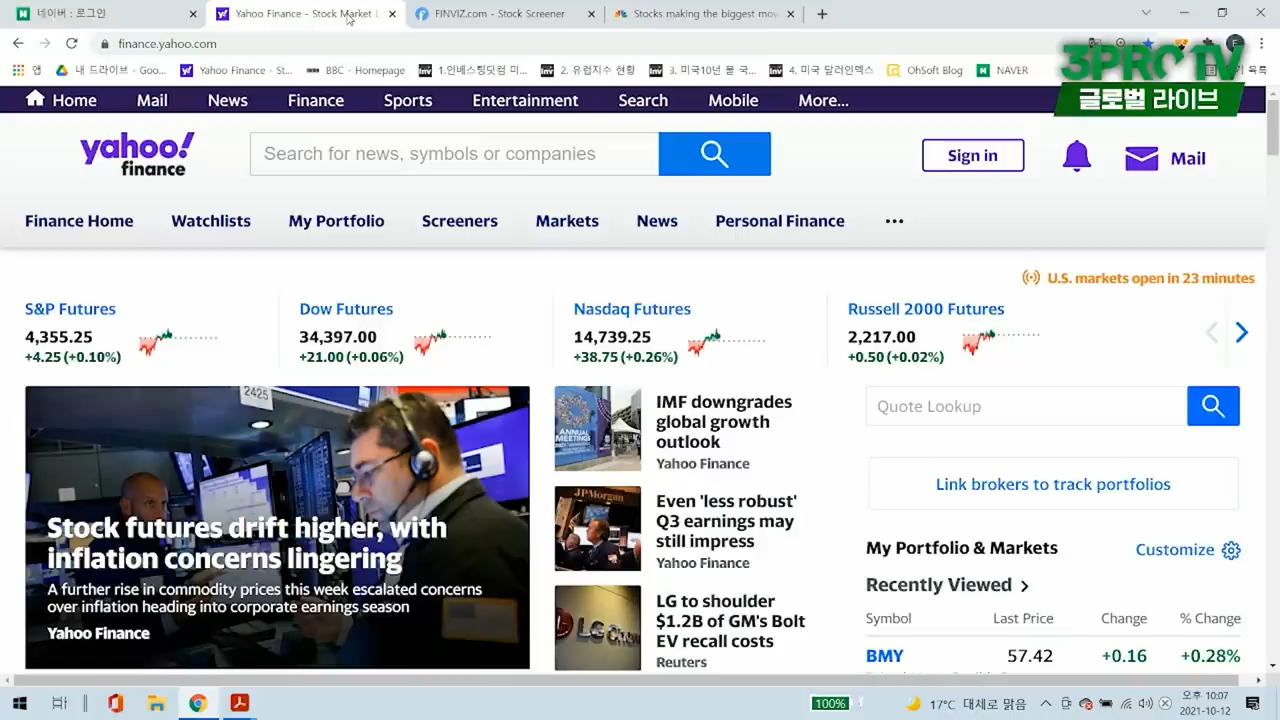 네이버 : 로그인
Yahoo Finance - Stock Market L
FINVIZ.com - Stock Screener
Stocks making the biggest mov
finance.yahoo.com
앱
내 드라이브 - Goo...
Yahoo Finance - St...
BBC - Homepage
1.인베스팅닷컴 미...
2. 유럽지수 현황
3. 미국10년 물 국...
4. 미국 달러인덱스
OhSoft Blog
NAVER
3PRO TV
글로벌 라이브
Home
Mail
News
Finance
Sports
Entertainment
Search
Mobile
More...
yahoo!
finance
Search for news, symbols or companies
Sign in
Mail
Finance Home
Watchlists
My Portfolio
Screeners
Markets
News
Personal Finance
U.S. markets open in 23 minutes
S&P Futures
4,355.25
+4.25 (+0.10%)
Dow Futures
34,397.00
+21.00 (+0.06%)
Nasdaq Futures
14,739.25
+38.75 (+0.26%)
Russell 2000 Futures
2,217.00
+0.50 (+0.02%)
2425
Stock futures drift higher, with
inflation concerns lingering
A further rise in commodity prices this week escalated concerns
over inflation heading into corporate earnings season
Yahoo Finance
ANNUAL
MEETINGS
IMF downgrades
global growth
outlook
Yahoo Finance
J.P.Morgan
Even 'less robust'
Q3 earnings may
still impress
Yahoo Finance
LG Chem
LG to shoulder
$1.2B of GM's Bolt
EV recall costs
Reuters
Quote Lookup
Link brokers to track portfolios
My Portfolio & Markets
Customize
Recently Viewed
Symbol Last Price Change % Change
BMY 57.42 +0.16 +0.28%
100%
17°C 대체로 맑음
오후 10:07
2021-10-12